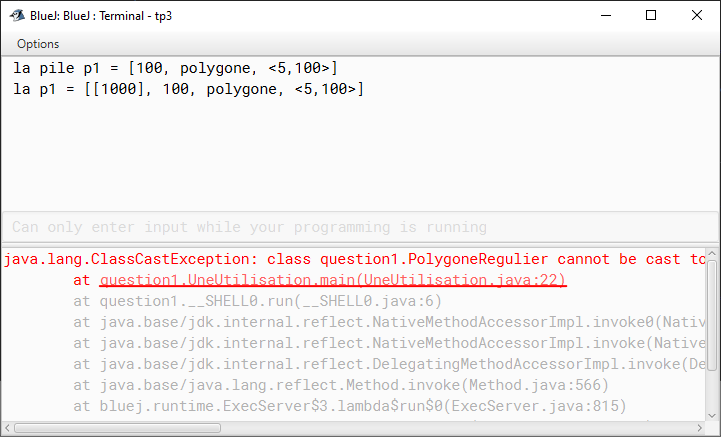 BlueJ: BlueJ : Terminal - tp3
Options
la pile p1 = [100, polygone, <5,100>]
la p1 = [[1000], 100, polygone, <5,100>]
Can only enter input while your programming is running
java.lang.ClassCastException: class question1.PolygoneRegulier cannot be cast to
at question1.UneUtilisation.main(UneUtilisation.java:22)
at question1.__SHELL0.run(__SHELL0.java:6)
at java.base/jdk.internal.reflect.NativeMethodAccessorImpl.invoke0(Nativ
at java.base/jdk.internal.reflect.NativeMethodAccessorImpl.invoke(Native
at java.base/jdk.internal.reflect.DelegatingMethodAccessorImpl.invoke(De
at java.base/java.lang.reflect.Method.invoke(Method.java:566)
at bluej.runtime.ExecServer$3.lambda$run$0(ExecServer.java:815)